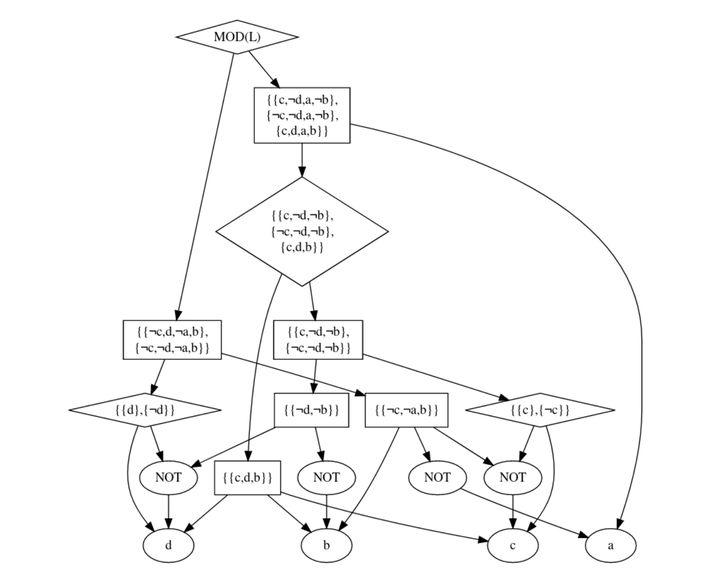 MOD(L)
{{c,¬d,a,¬b},
{¬c,¬d,a,¬b},
{c,d,a,b}}
{{c,¬d,¬b},
{¬c,¬d,¬b},
{c,d,b}}
{{¬c,d,¬a,b},
{¬c,¬d,¬a,b}}
{{c,¬d,¬b},
{¬c,¬d,¬b}}
{{d},{¬d}}
{{¬d,¬b}}
{{¬c,¬a,b}}
{{c},{¬c}}
NOT
{{c,d,b}}
NOT
NOT
NOT
d
b
c
a